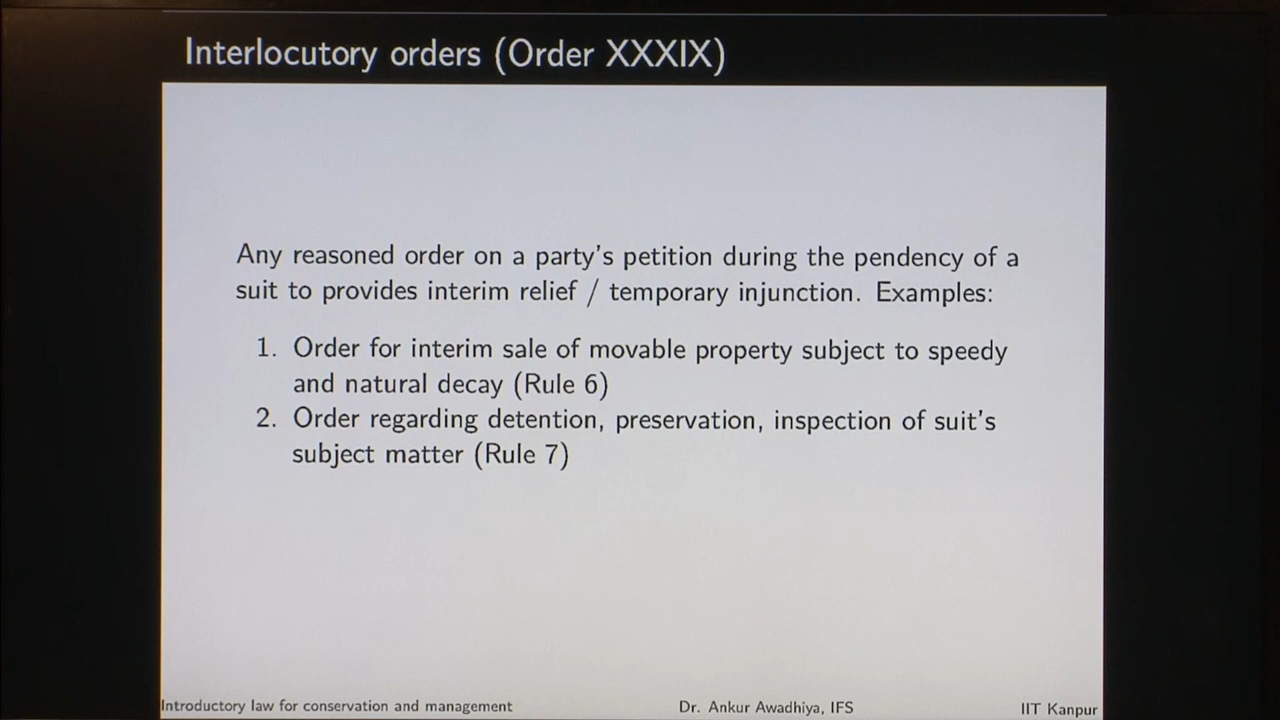 Interlocutory orders (Order XXXIX)
Any reasoned order on a party's petition during the pendency of a
suit to provides interim relief / temporary injunction. Examples:
1. Order for interim sale of movable property subject to speedy
and natural decay (Rule 6)
2. Order regarding detention, preservation, inspection of suit's
subject matter (Rule 7)
Introductory law for conservation and management Dr. Ankur Awadhiya, IFS IIT Kanpur